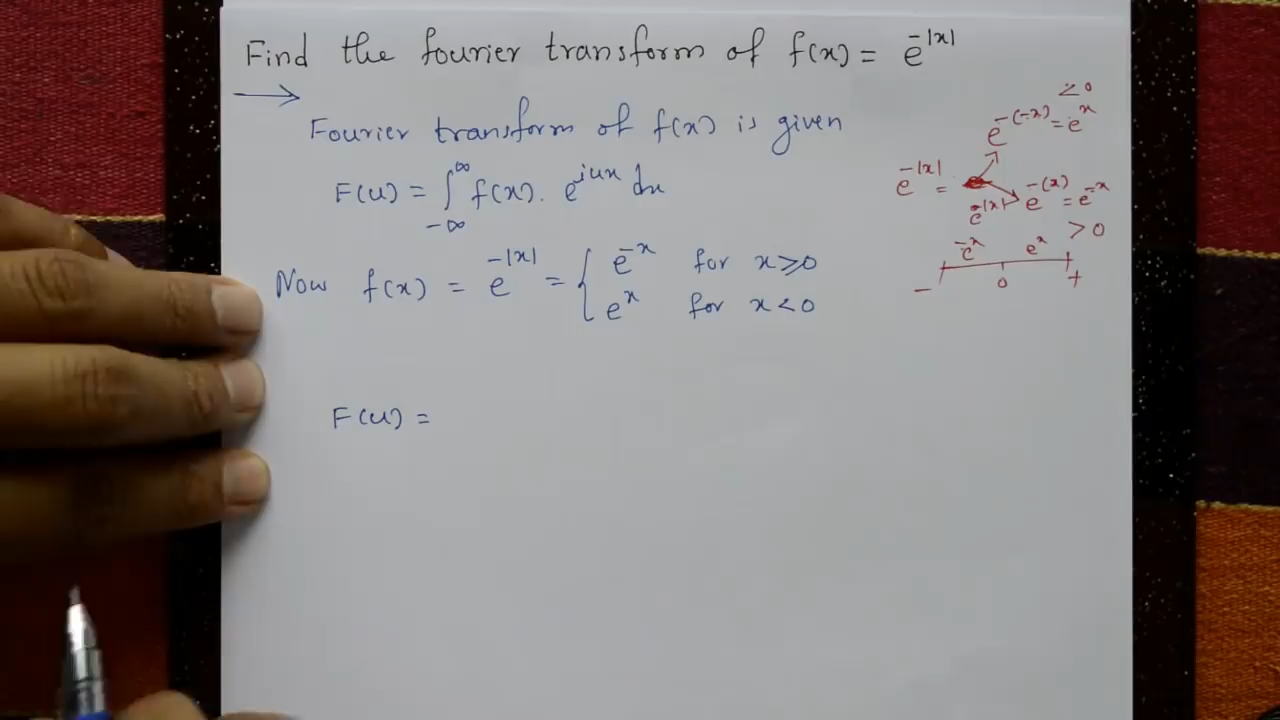 Find the fourier transform of f(x) = e^-|x|
Fourier transform of f(x) is given
F(u) = ∫_-∞^∞ f(x). e^iux dx
Now f(x) = e^-|x| = { e^-x for x ≥ 0
e^x for x < 0
F(u) =
< 0
e^-(-x) = e^x
e^-|x| =
e^-|x| e^-(x) = e^-x
> 0
e^-x e^x
- 0 +